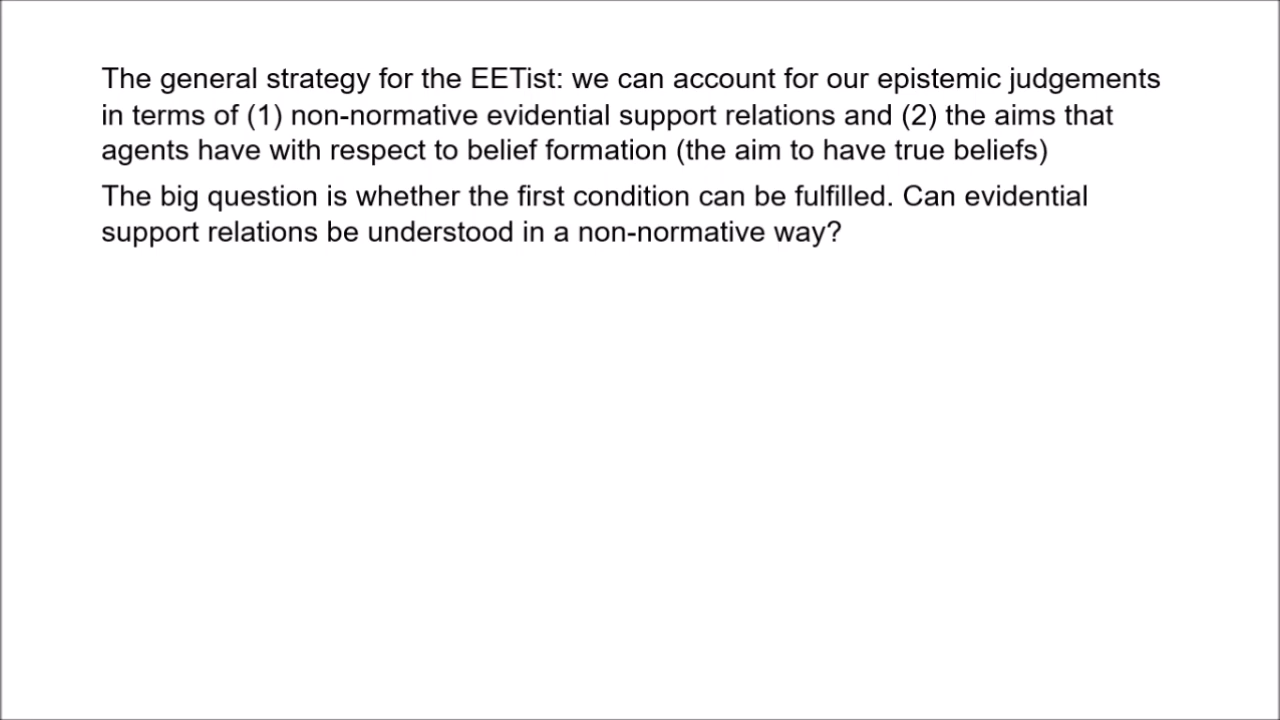 The general strategy for the EETist: we can account for our epistemic judgements
in terms of (1) non-normative evidential support relations and (2) the aims that
agents have with respect to belief formation (the aim to have true beliefs)
The big question is whether the first condition can be fulfilled. Can evidential
support relations be understood in a non-normative way?